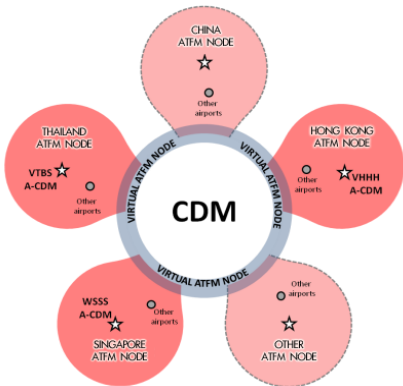 CHINA
ATFM NODE
Other
airports
THAILAND
ATFM NODE
VTBS
A-CDM
Other
airports
HONG KONG
ATFM NODE
Other
airports
VHHH
A-CDM
VIRTUAL ATFM NODE
VIRTUAL ATFM NODE
CDM
VIRTUAL ATFM NODE
WSSS
A-CDM
Other
airports
SINGAPORE
ATFM NODE
Other
airports
OTHER
ATFM NODE